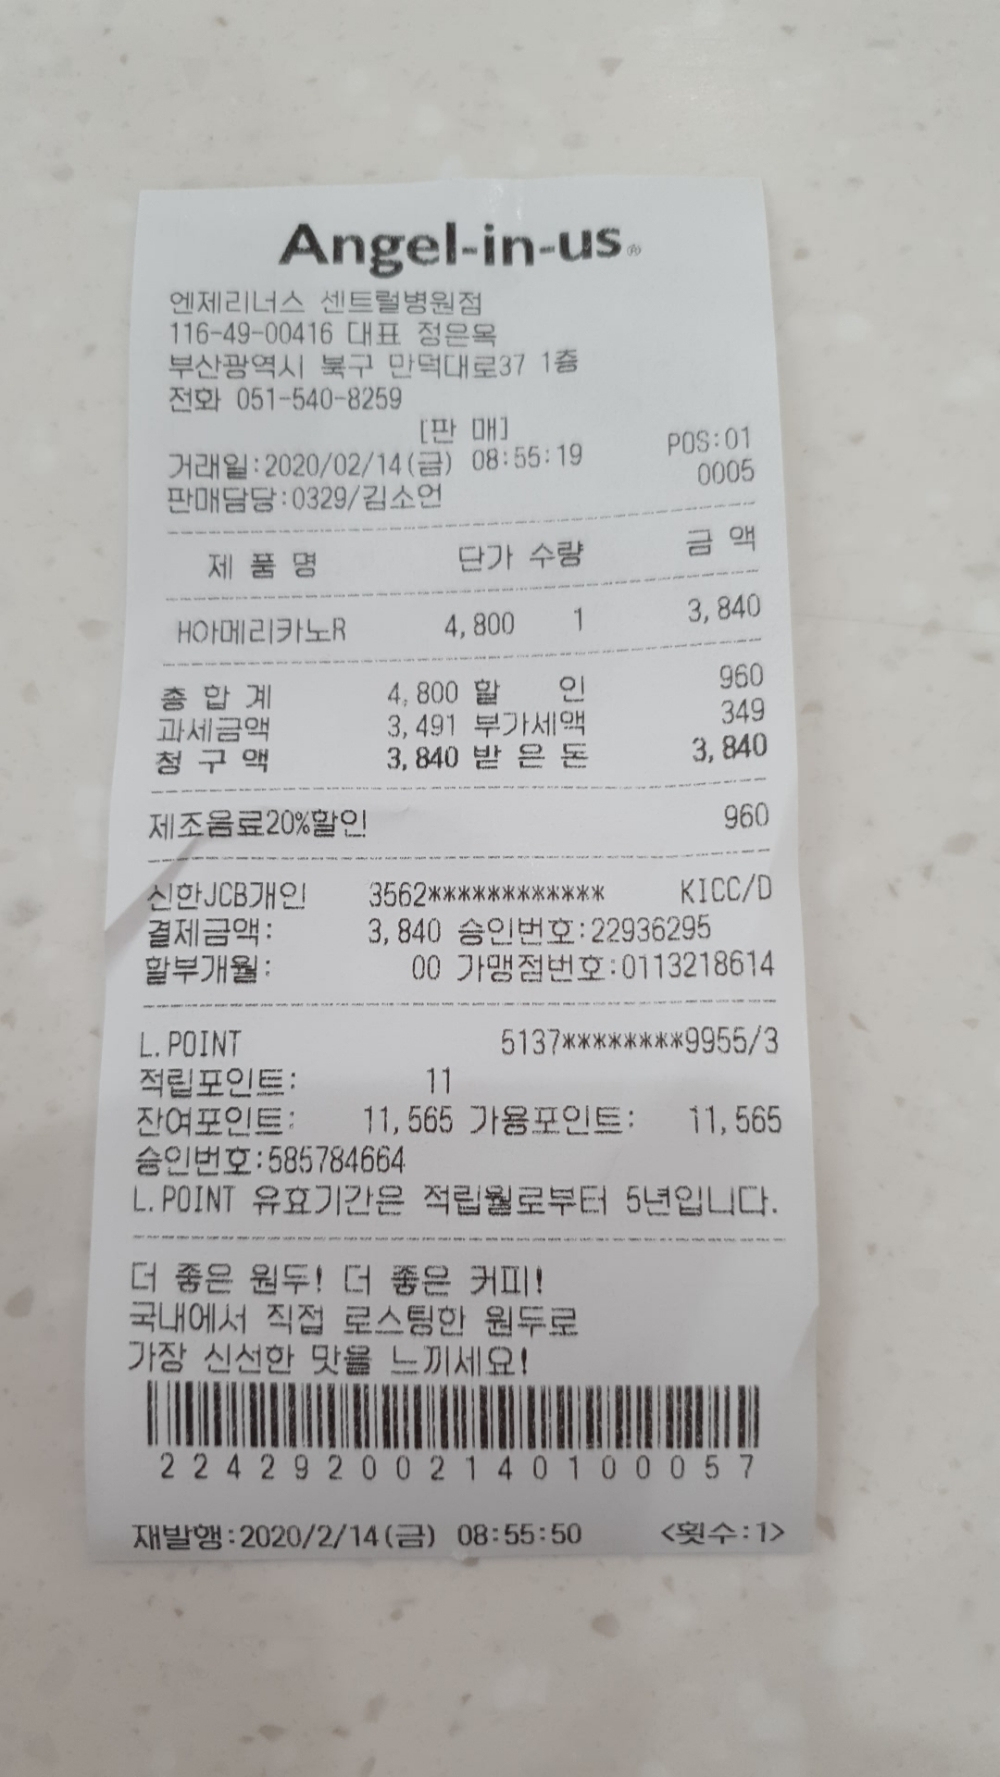 Angel-in-us®
엔제리너스 센트럴병원점
116-49-00416 대표 정은옥
부산광역시 북구 만덕대로37 1층
전화 051-540-8259
[판 매] POS:01
거래일:2020/02/14(금) 08:55:19 0005
판매담당:0329/김소언
제 품 명 단가 수량 금 액
H아메리카노R 4,800 1 3,840
총 합 계 4,800 할 인 960
과세금액 3,491 부가세액 349
청 구 액 3,840 받 은 돈 3,840
제조음료20%할인 960
신한JCB개인 3562************ KICC/D
결제금액: 3,840 승인번호:22936295
할부개월: 00 가맹점번호:0113218614
L.POINT 5137********9955/3
적립포인트: 11
잔여포인트: 11,565 가용포인트: 11,565
승인번호:585784664
L.POINT 유효기간은 적립월로부터 5년입니다.
더 좋은 원두! 더 좋은 커피!
국내에서 직접 로스팅한 원두로
가장 신선한 맛을 느끼세요!
2242920021401000057
재발행:2020/2/14(금) 08:55:50 <횟수:1>